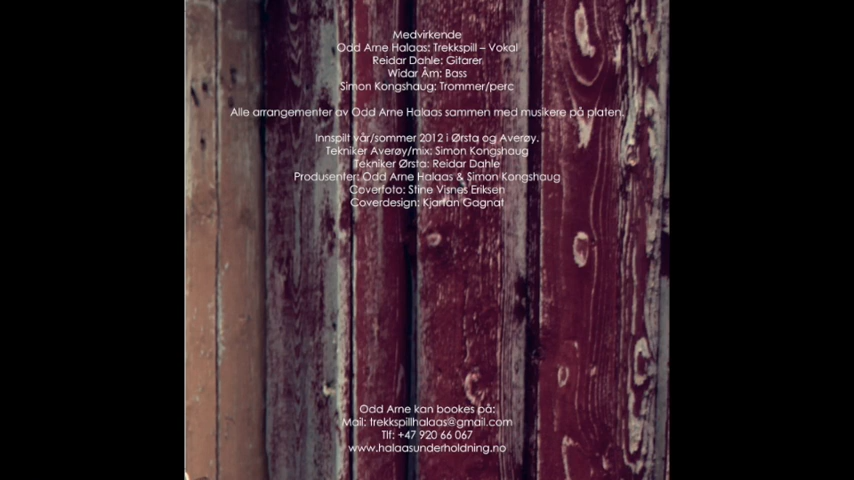 Medvirkende
Odd Arne Halaas: Trekkspill – Vokal
Reidar Dahle: Gitarer
Widar Åm: Bass
Simon Kongshaug: Trommer/perc
Alle arrangementer av Odd Arne Halaas sammen med musikere på platen.
Innspilt vår/sommer 2012 i Ørsta og Averøy.
Tekniker Averøy/mix: Simon Kongshaug
Tekniker Ørsta: Reidar Dahle
Produsenter: Odd Arne Halaas & Simon Kongshaug
Coverfoto: Stine Visnes Eriksen
Coverdesign: Kjartan Gagnat
Odd Arne kan bookes på:
Mail: trekkspillhalaas@gmail.com
Tlf: +47 920 66 067
www.halaasunderholdning.no